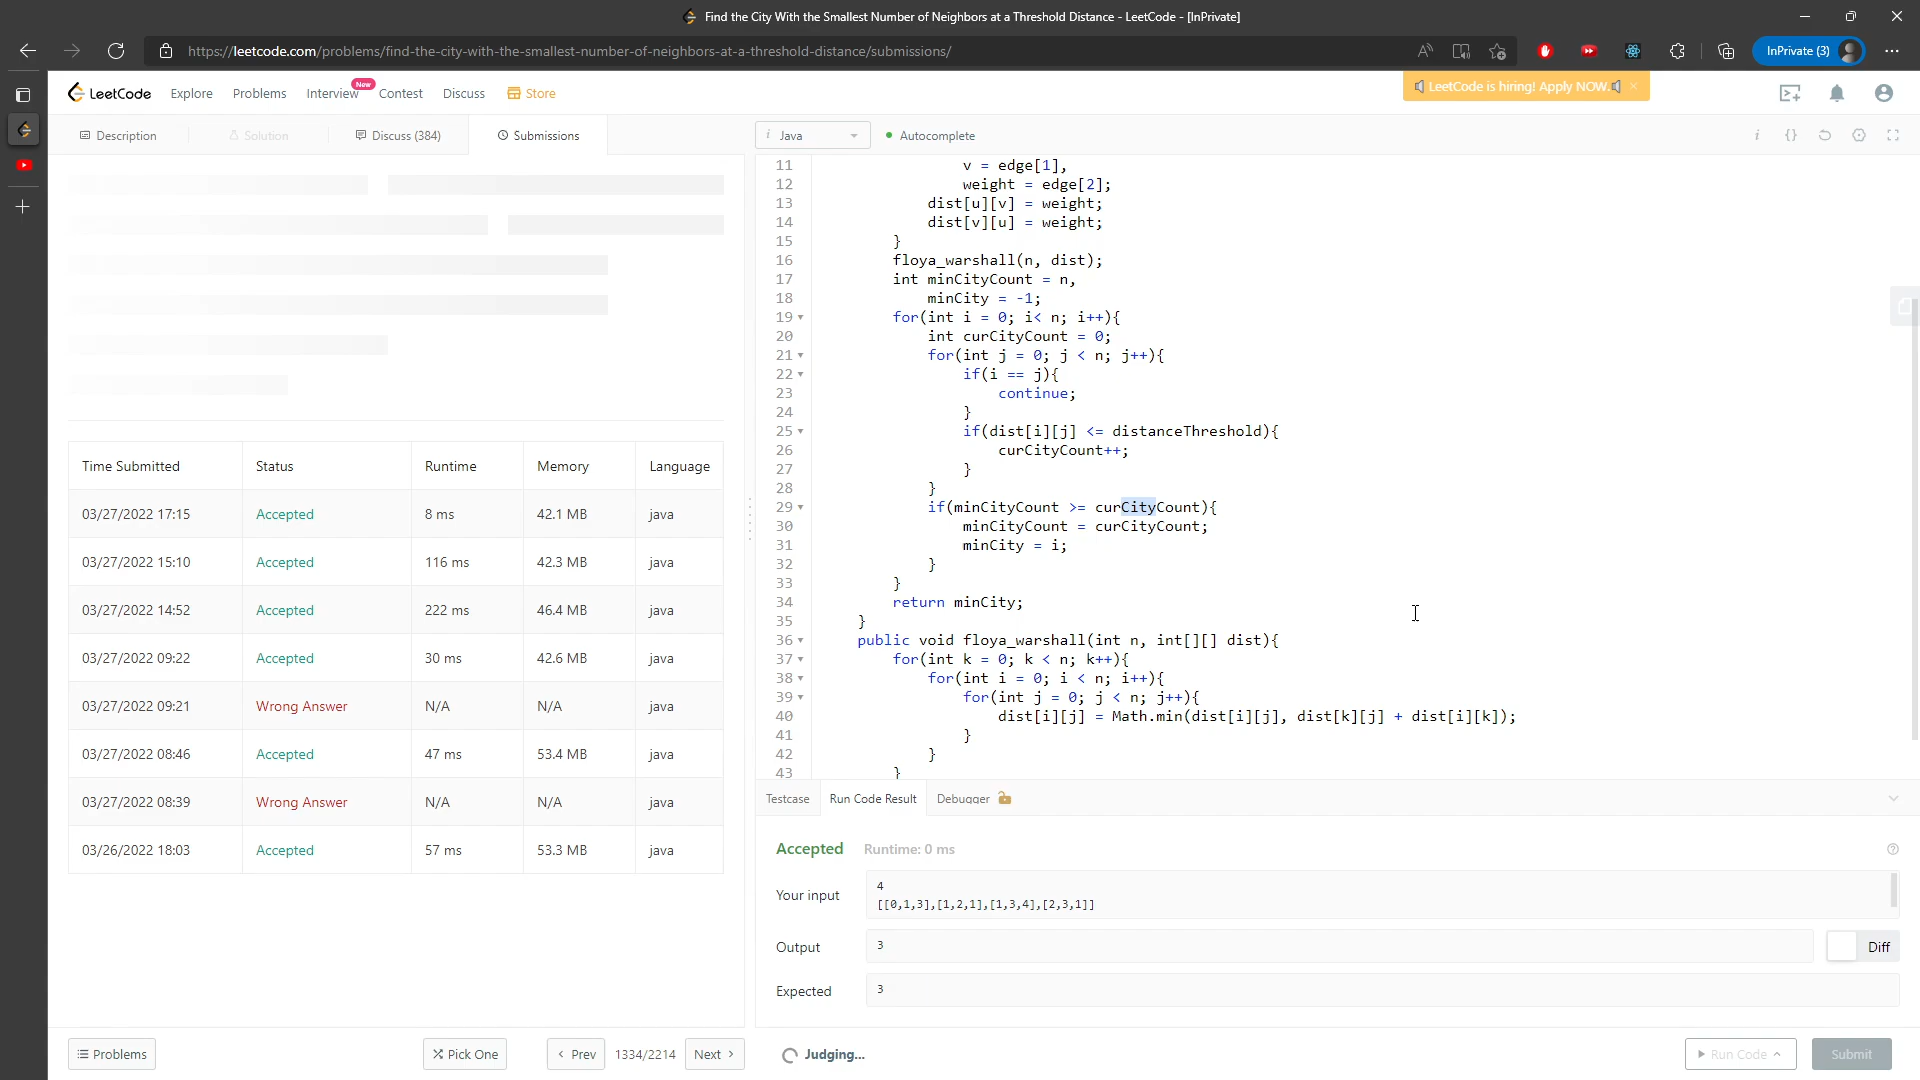 Find the City With the Smallest Number of Neighbors at a Threshold Distance - LeetCode - [InPrivate]
https://leetcode.com/problems/find-the-city-with-the-smallest-number-of-neighbors-at-a-threshold-distance/submissions/
InPrivate (3)
LeetCode Explore Problems Interview New Contest Discuss Store
LeetCode is hiring! Apply NOW.
Description Solution Discuss (384) Submissions
i Java Autocomplete
11 v = edge[1],
12 weight = edge[2];
13 dist[u][v] = weight;
14 dist[v][u] = weight;
15 }
16 floya_warshall(n, dist);
17 int minCityCount = n,
18 minCity = -1;
19 for(int i = 0; i< n; i++){
20 int curCityCount = 0;
21 for(int j = 0; j < n; j++){
22 if(i == j){
23 continue;
24 }
25 if(dist[i][j] <= distanceThreshold){
26 curCityCount++;
27 }
28 }
29 if(minCityCount >= curCityCount){
30 minCityCount = curCityCount;
31 minCity = i;
32 }
33 }
34 return minCity;
35 }
36 public void floya_warshall(int n, int[][] dist){
37 for(int k = 0; k < n; k++){
38 for(int i = 0; i < n; i++){
39 for(int j = 0; j < n; j++){
40 dist[i][j] = Math.min(dist[i][j], dist[k][j] + dist[i][k]);
41 }
42 }
43 }
Time Submitted Status Runtime Memory Language
03/27/2022 17:15 Accepted 8 ms 42.1 MB java
03/27/2022 15:10 Accepted 116 ms 42.3 MB java
03/27/2022 14:52 Accepted 222 ms 46.4 MB java
03/27/2022 09:22 Accepted 30 ms 42.6 MB java
03/27/2022 09:21 Wrong Answer N/A N/A java
03/27/2022 08:46 Accepted 47 ms 53.4 MB java
03/27/2022 08:39 Wrong Answer N/A N/A java
03/26/2022 18:03 Accepted 57 ms 53.3 MB java
Testcase Run Code Result Debugger
Accepted Runtime: 0 ms
Your input
4
[[0,1,3],[1,2,1],[1,3,4],[2,3,1]]
Output 3 Diff
Expected 3
Problems Pick One Prev 1334/2214 Next Judging... Run Code Submit